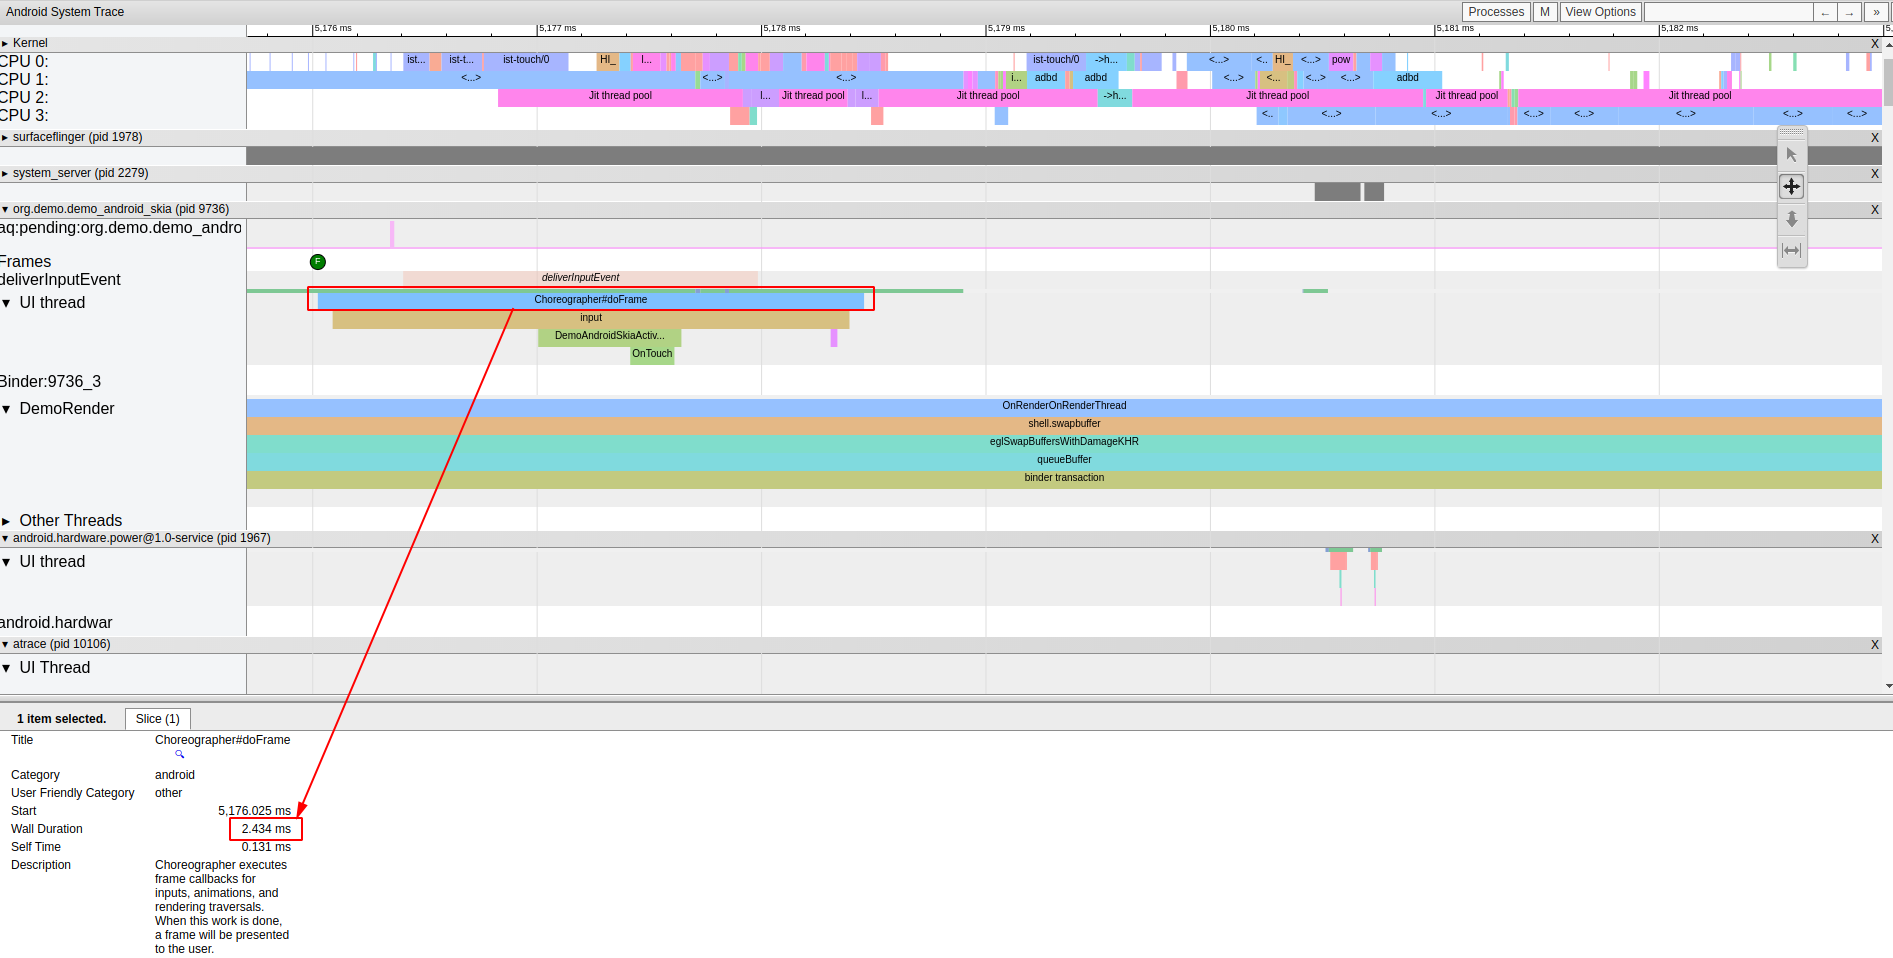 Android System Trace
Processes M View Options ← → »
5,176 ms 5,177 ms 5,178 ms 5,179 ms 5,180 ms 5,181 ms 5,182 ms 5,
Kernel X
CPU 0: ist... ist-t... ist-touch/0 HI_ I... ist-touch/0 ->h... <...> <.. HI_ <...> pow
CPU 1: <...> <...> <...> i... adbd adbd <...> <... <...> <...> adbd
CPU 2: Jit thread pool I... Jit thread pool I... Jit thread pool ->h... Jit thread pool Jit thread pool Jit thread pool
CPU 3: <.. <...> <...> <...> <...> <...> <...> <...>
surfaceflinger (pid 1978) X
system_server (pid 2279) X
org.demo.demo_android_skia (pid 9736) X
aq:pending:org.demo.demo_andro
Frames F
deliverInputEvent deliverInputEvent
UI thread Choreographer#doFrame
input
DemoAndroidSkiaActiv...
OnTouch
Binder:9736_3
DemoRender OnRenderOnRenderThread
shell.swapbuffer
eglSwapBuffersWithDamageKHR
queueBuffer
binder transaction
Other Threads
android.hardware.power@1.0-service (pid 1967) X
UI thread
android.hardwar
atrace (pid 10106) X
UI Thread
1 item selected. Slice (1)
Title Choreographer#doFrame
Category android
User Friendly Category other
Start 5,176.025 ms
Wall Duration 2.434 ms
Self Time 0.131 ms
Description Choreographer executes
frame callbacks for
inputs, animations, and
rendering traversals.
When this work is done,
a frame will be presented
to the user.